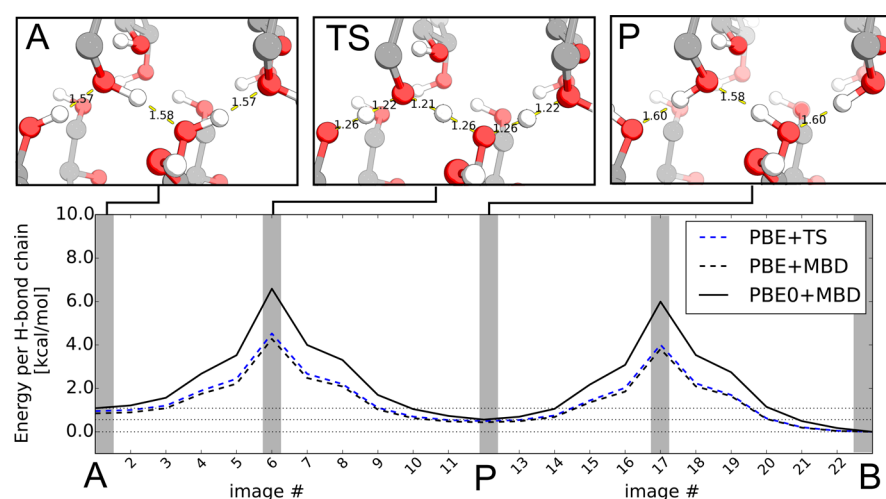 A
TS
P
1.57
1.57
1.58
1.22
1.21
1.22
1.26
1.26
1.26
1.58
1.60
1.60
Energy per H-bond chain
[kcal/mol]
10.0
8.0
6.0
4.0
2.0
0.0
PBE+TS
PBE+MBD
PBE0+MBD
A 2 3 4 5 6 7 8 9 10 11 P 13 14 15 16 17 18 19 20 21 22 B
image # image #